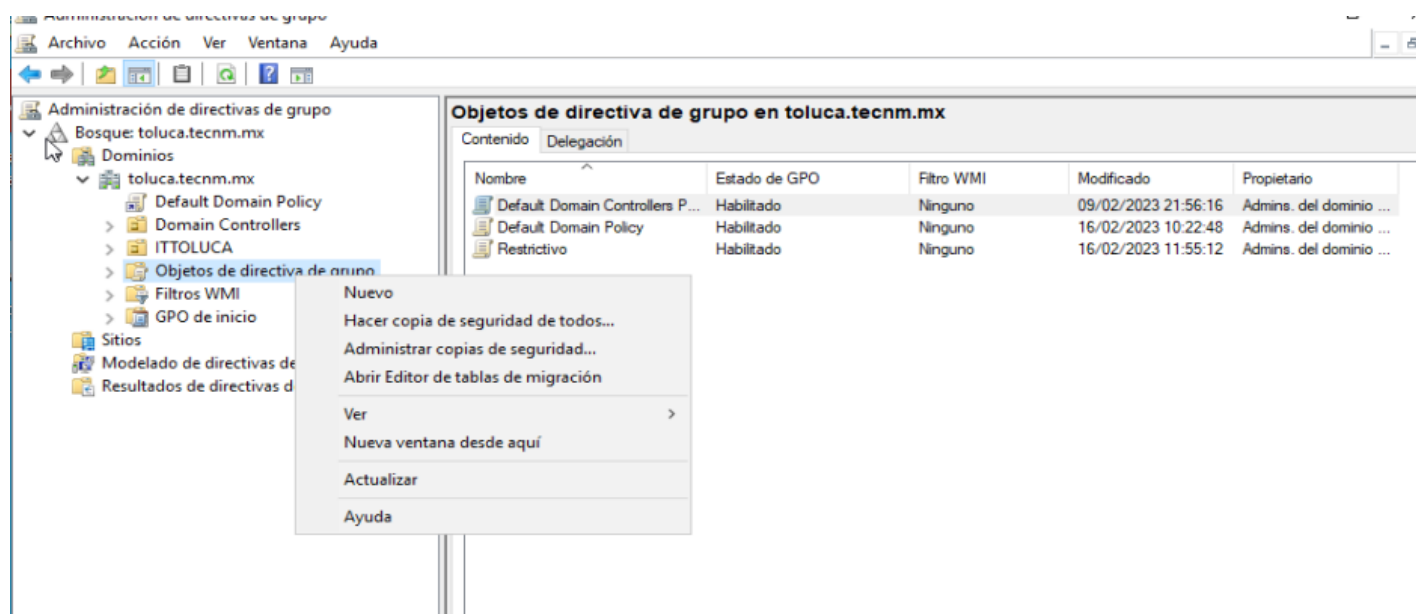 Administración de directivas de grupo
Archivo Acción Ver Ventana Ayuda
Administración de directivas de grupo
Bosque: toluca.tecnm.mx
Dominios
toluca.tecnm.mx
Default Domain Policy
Domain Controllers
ITTOLUCA
Objetos de directiva de grupo
Filtros WMI
GPO de inicio
Sitios
Modelado de directivas de
Resultados de directivas d
Nuevo
Hacer copia de seguridad de todos...
Administrar copias de seguridad...
Abrir Editor de tablas de migración
Ver
Nueva ventana desde aquí
Actualizar
Ayuda
Objetos de directiva de grupo en toluca.tecnm.mx
Contenido Delegación
Nombre Estado de GPO Filtro WMI Modificado Propietario
Default Domain Controllers P... Habilitado Ninguno 09/02/2023 21:56:16 Admins. del dominio ...
Default Domain Policy Habilitado Ninguno 16/02/2023 10:22:48 Admins. del dominio ...
Restrictivo Habilitado Ninguno 16/02/2023 11:55:12 Admins. del dominio ...